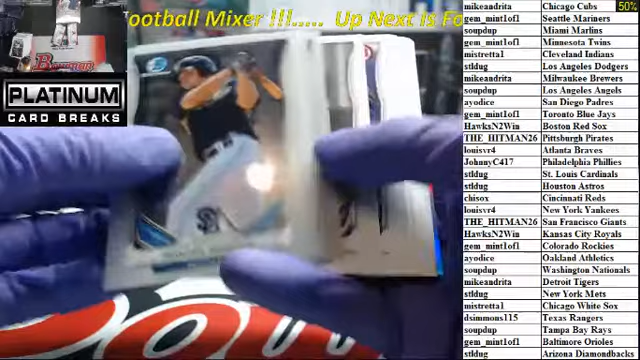 ootball Mixer !!!..... Up Next is Fo
Bowman
PLATINUM
CARD BREAKS
mikeandrita Chicago Cubs 50%
gem_mint1of1 Seattle Mariners
soupdup Miami Marlins
gem_mint1of1 Minnesota Twins
mistretta1 Cleveland Indians
stldug Los Angeles Dodgers
mikeandrita Milwaukee Brewers
soupdup Los Angeles Angels
ayodice San Diego Padres
gem_mint1of1 Toronto Blue Jays
HawksN2Win Boston Red Sox
THE_HITMAN26 Pittsburgh Pirates
louisvr4 Atlanta Braves
JohnnyC417 Philadelphia Phillies
stldug St. Louis Cardinals
stldug Houston Astros
chisox Cincinnati Reds
louisvr4 New York Yankees
THE_HITMAN26 San Francisco Giants
HawksN2Win Kansas City Royals
gem_mint1of1 Colorado Rockies
ayodice Oakland Athletics
soupdup Washington Nationals
mikeandrita Detroit Tigers
stldug New York Mets
mistretta1 Chicago White Sox
dsimmons115 Texas Rangers
soupdup Tampa Bay Rays
gem_mint1of1 Baltimore Orioles
stldug Arizona Diamondbacks